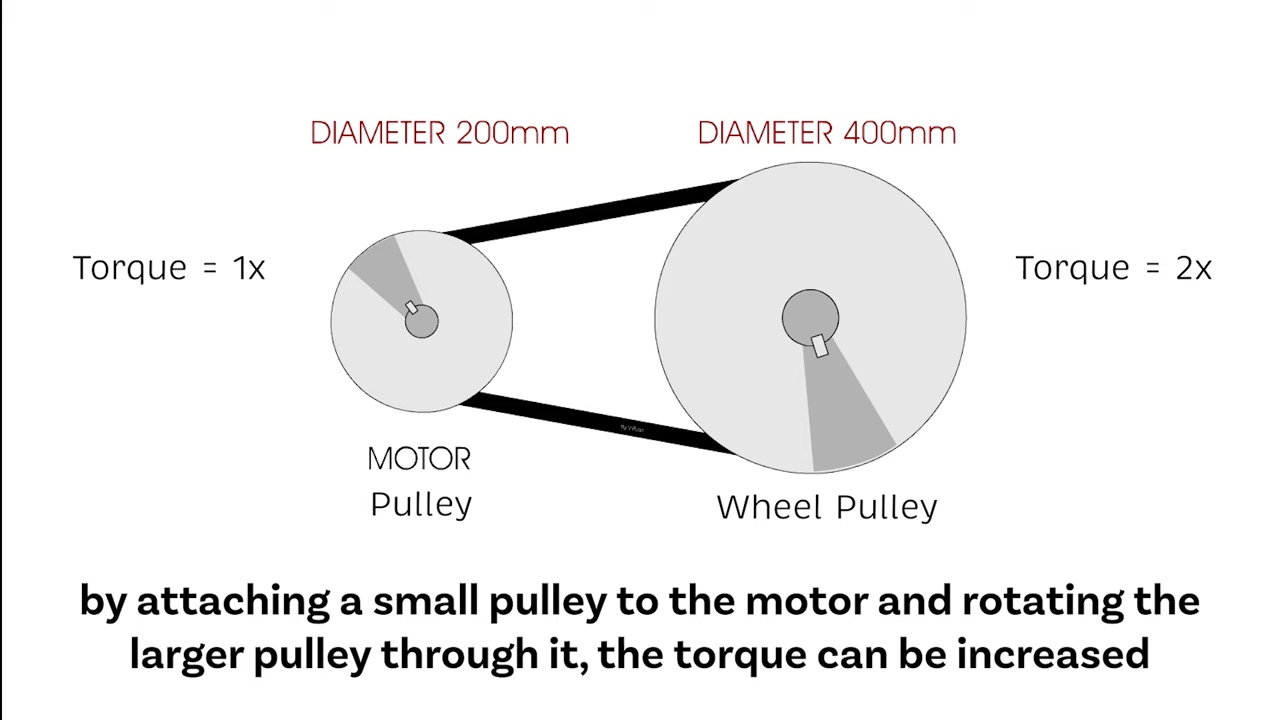 DIAMETER 200mm
DIAMETER 400mm
Torque = 1x
Torque = 2x
MOTOR
Pulley
Wheel Pulley
by attaching a small pulley to the motor and rotating the
larger pulley through it, the torque can be increased